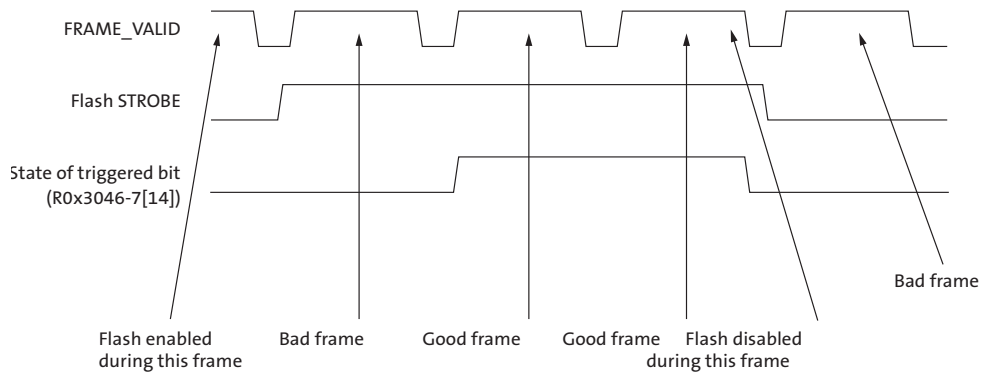 FRAME_VALID
Flash STROBE
State of triggered bit
(R0x3046-7[14])
Bad frame
Flash enabled
during this frame
Bad frame
Good frame
Good frame
Flash disabled
during this frame